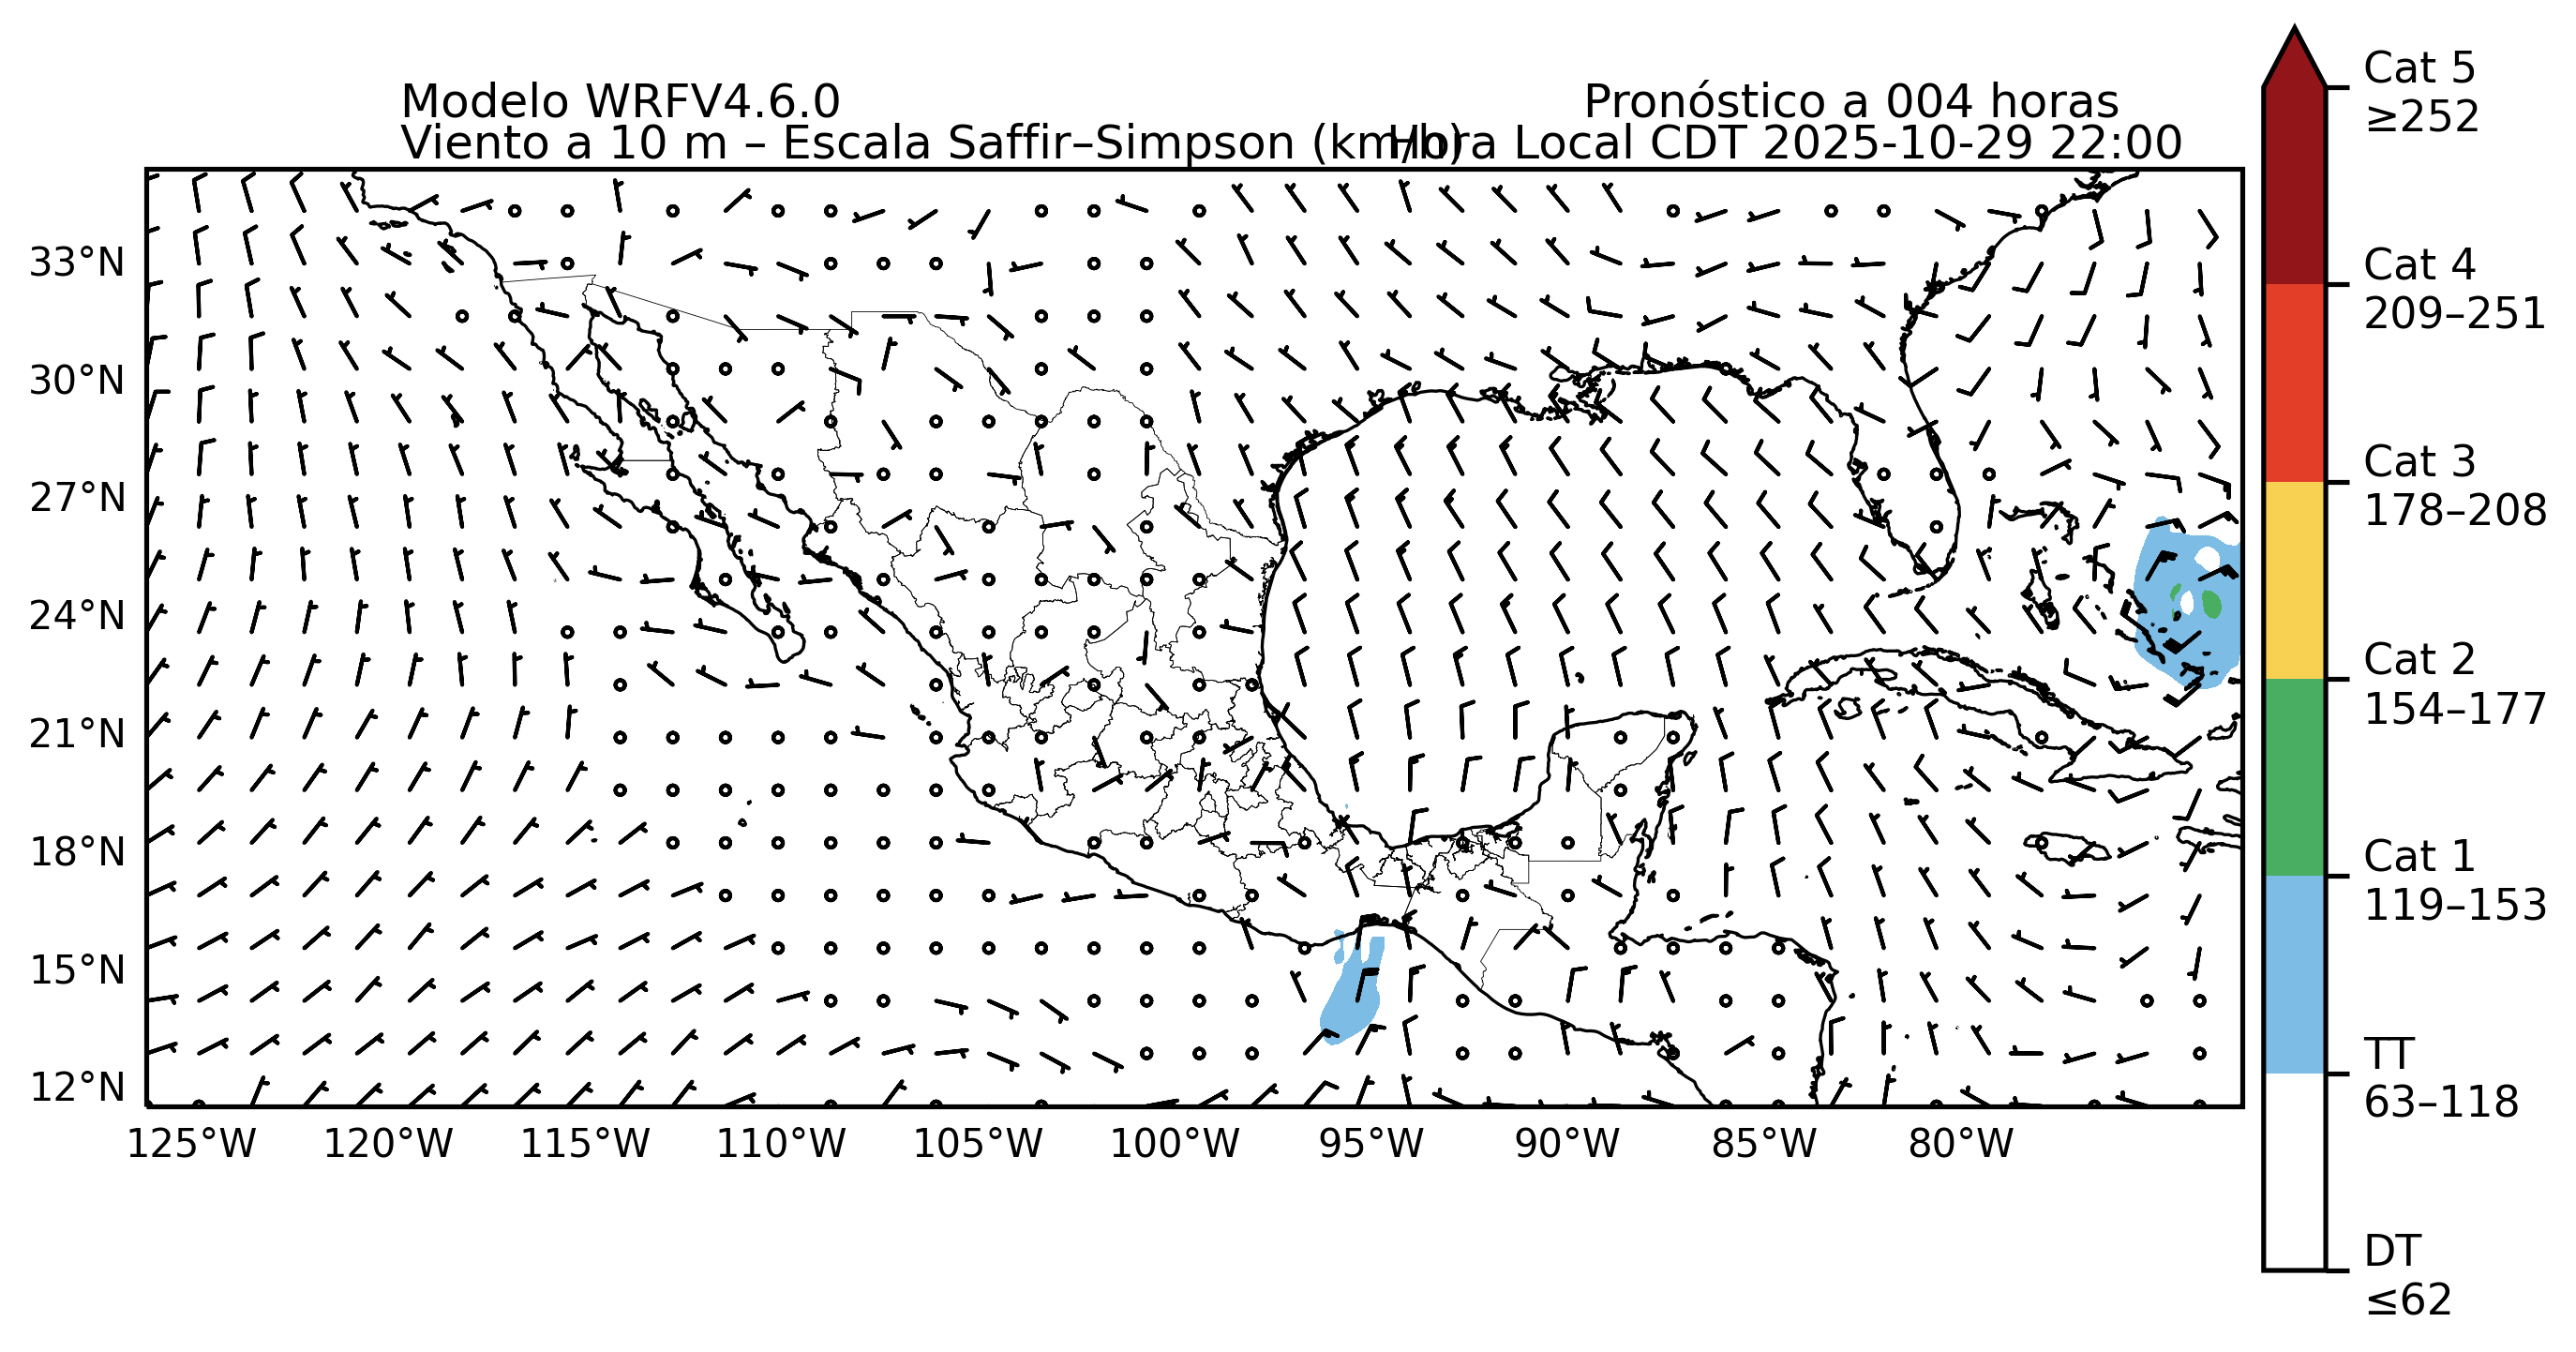 Modelo WRFV4.6.0
Pronóstico a 004 horas
Viento a 10 m – Escala Saffir–Simpson (km/h)
Hora Local CDT 2025-10-29 22:00
33°N
30°N
27°N
24°N
21°N
18°N
15°N
12°N
125°W
120°W
115°W
110°W
105°W
100°W
95°W
90°W
85°W
80°W
Cat 5
≥252
Cat 4
209–251
Cat 3
178–208
Cat 2
154–177
Cat 1
119–153
TT
63–118
DT
≤62